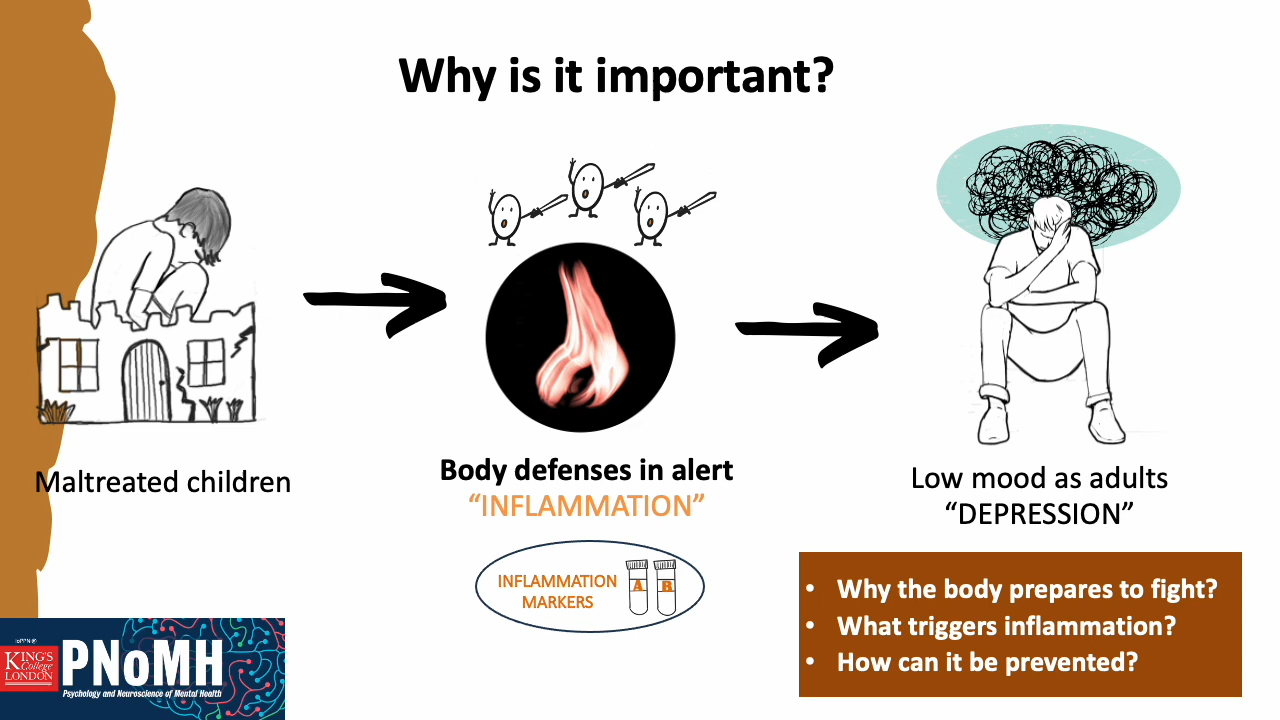 Why is it important?
Maltreated children
Body defenses in alert
“INFLAMMATION”
INFLAMMATION
MARKERS
A B
Low mood as adults
“DEPRESSION”
• Why the body prepares to fight?
• What triggers inflammation?
• How can it be prevented?
IoPPN@
KING'S
College
LONDON
PNoMH
Psychology and Neuroscience of Mental Health